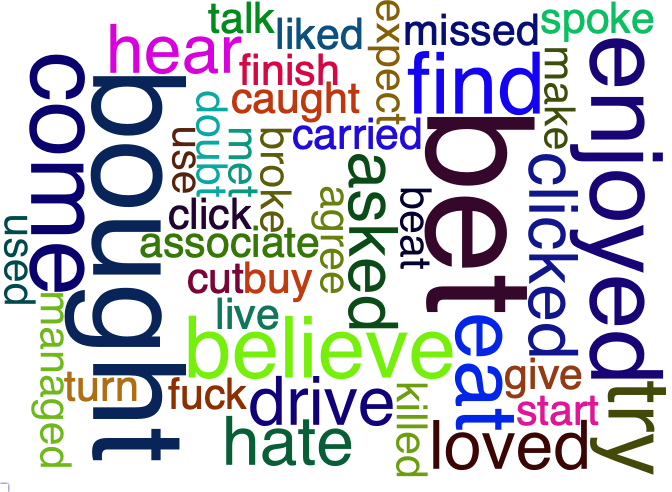 talk
liked
expect
missed
spoke
hear
finish
find
enjoyed
come
bought
caught
make
doubt
use
met
broke
carried
bet
asked
clicked
click
agree
beat
used
associate
cut
buy
managed
live
believe
eat
turn
fuck
drive
killed
give
start
try
hate
loved